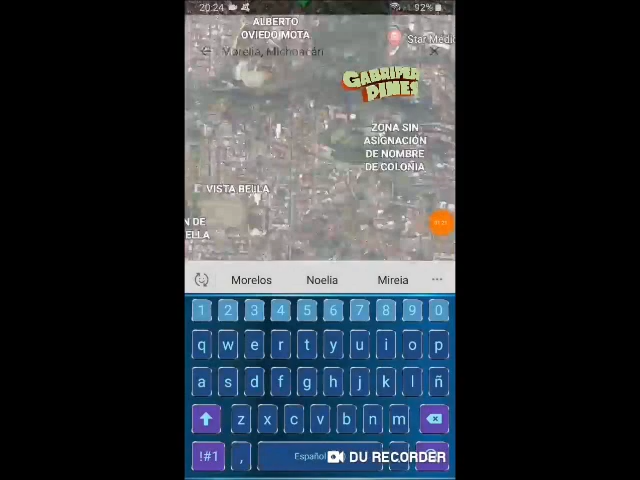 20:24
92%
ALBERTO
OVIEDO MOTA
Star Medi
Morelia, Michoacán
GABRIPER
PINES
ZONA SIN
ASIGNACIÓN
DE NOMBRE
DE COLONIA
VISTA BELLA
N DE
ELLA
Morelos Noelia Mireia
1 2 3 4 5 6 7 8 9 0
q w e r t y u i o p
a s d f g h j k l ñ
z x c v b n m
!#1 , Español
DU RECORDER